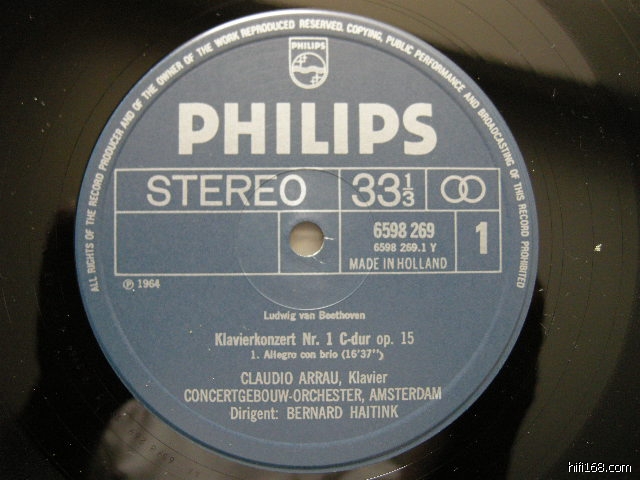 ALL RIGHTS OF THE RECORD PRODUCER AND OF THE OWNER OF THE WORK REPRODUCED RESERVED. COPYING, PUBLIC PERFORMANCE AND BROADCASTING OF THIS RECORD PROHIBITED
PHILIPS
PHILIPS
STEREO 33 1/3
6598 269
6598 269.1 Y
1
MADE IN HOLLAND
℗ 1964
Ludwig van Beethoven
Klavierkonzert Nr. 1 C-dur op. 15
1. Allegro con brio (16'37'')
CLAUDIO ARRAU, Klavier
CONCERTGEBOUW-ORCHESTER, AMSTERDAM
Dirigent: BERNARD HAITINK
hifi168.com